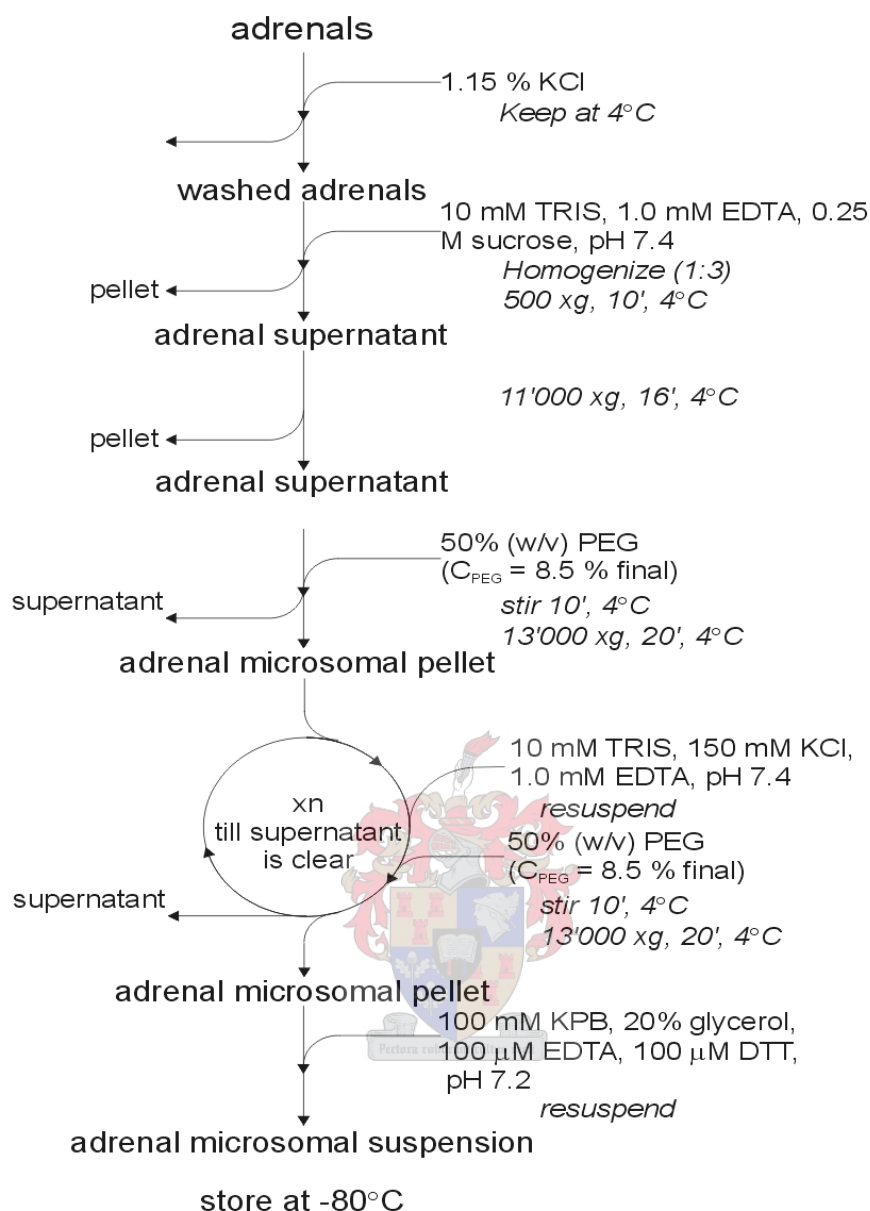 adrenals
1.15 % KCl
Keep at 4°C
washed adrenals
10 mM TRIS, 1.0 mM EDTA, 0.25
M sucrose, pH 7.4
Homogenize (1:3)
500 xg, 10', 4°C
pellet
adrenal supernatant
11'000 xg, 16', 4°C
pellet
adrenal supernatant
50% (w/v) PEG
(CPEG = 8.5 % final)
stir 10', 4°C
13'000 xg, 20', 4°C
supernatant
adrenal microsomal pellet
10 mM TRIS, 150 mM KCl,
1.0 mM EDTA, pH 7.4
resuspend
xn
till supernatant
is clear
50% (w/v) PEG
(CPEG = 8.5 % final)
stir 10', 4°C
13'000 xg, 20', 4°C
supernatant
adrenal microsomal pellet
100 mM KPB, 20% glycerol,
100 µM EDTA, 100 µM DTT,
pH 7.2
resuspend
Pectora
adrenal microsomal suspension
store at -80°C